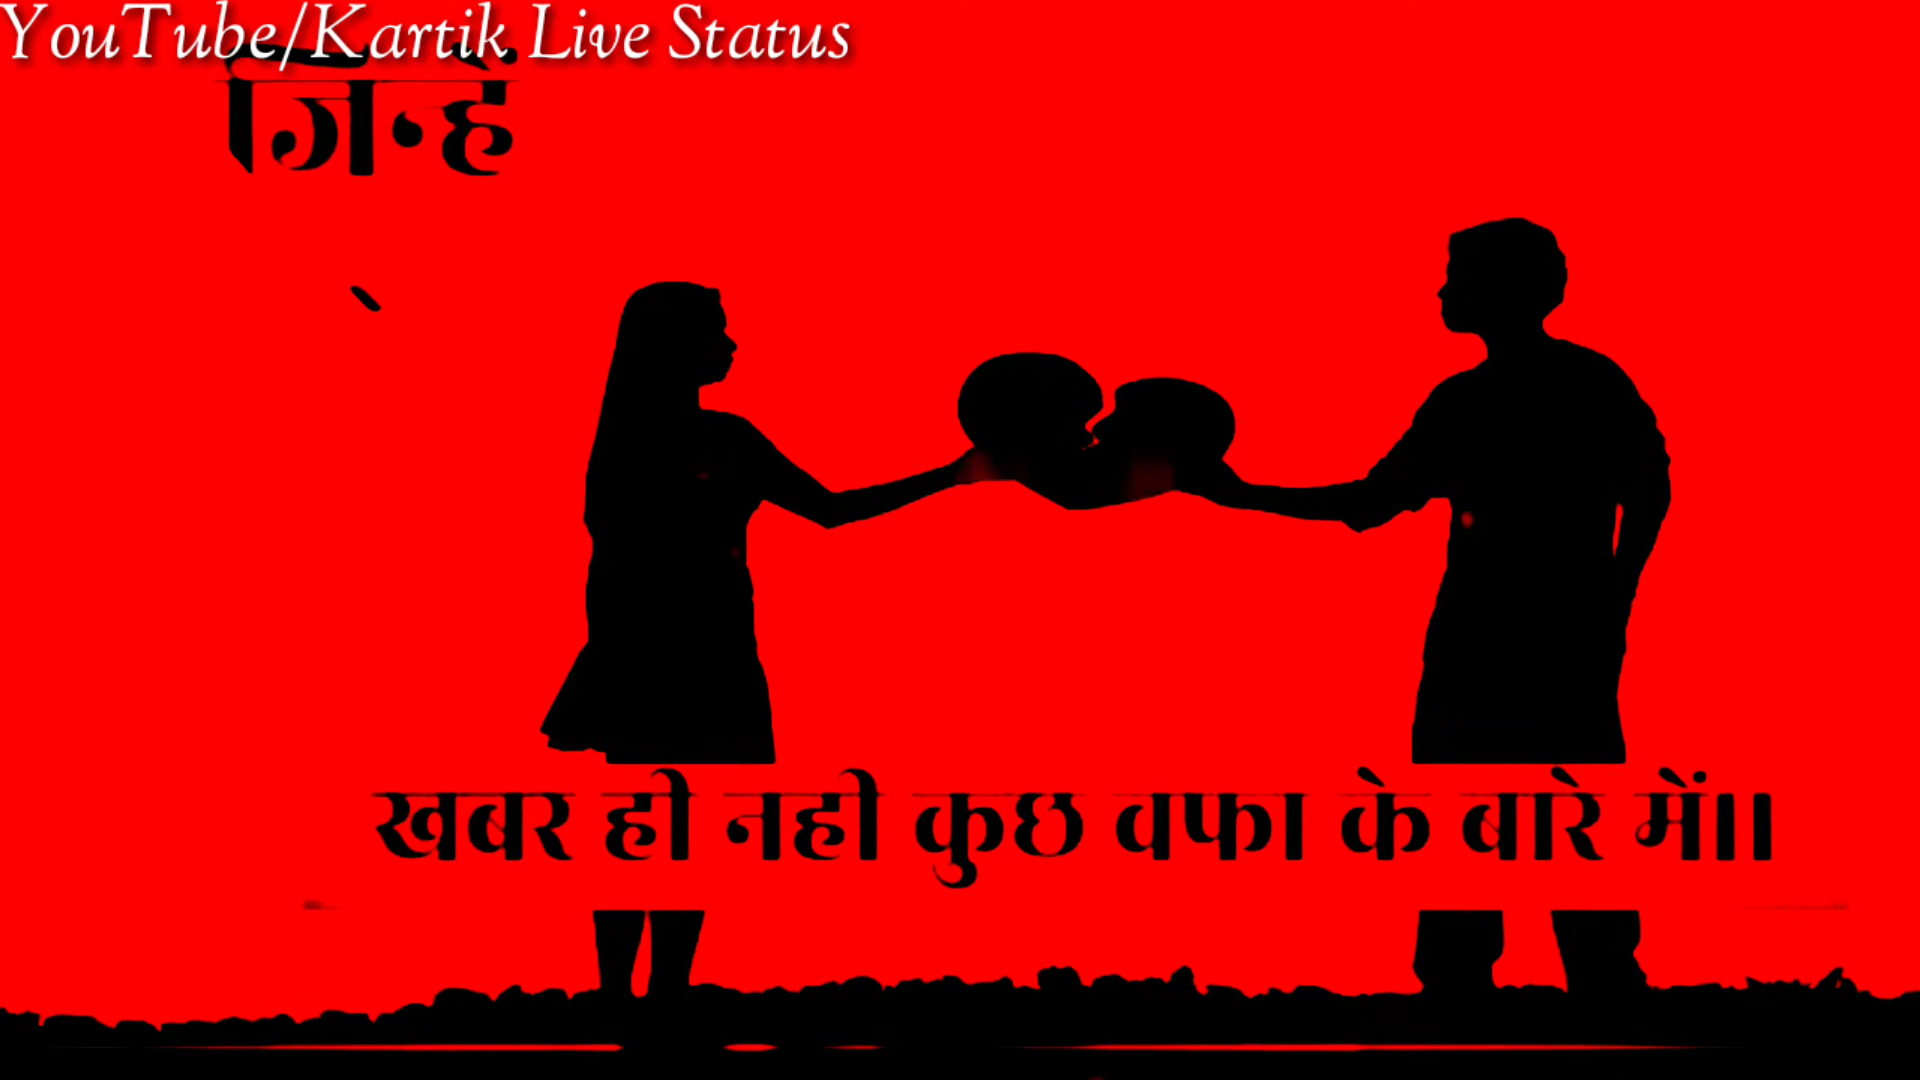 YouTube/Kartik Live Status
जिन्हें
खबर ही नही कुछ वफा के बारे में॥